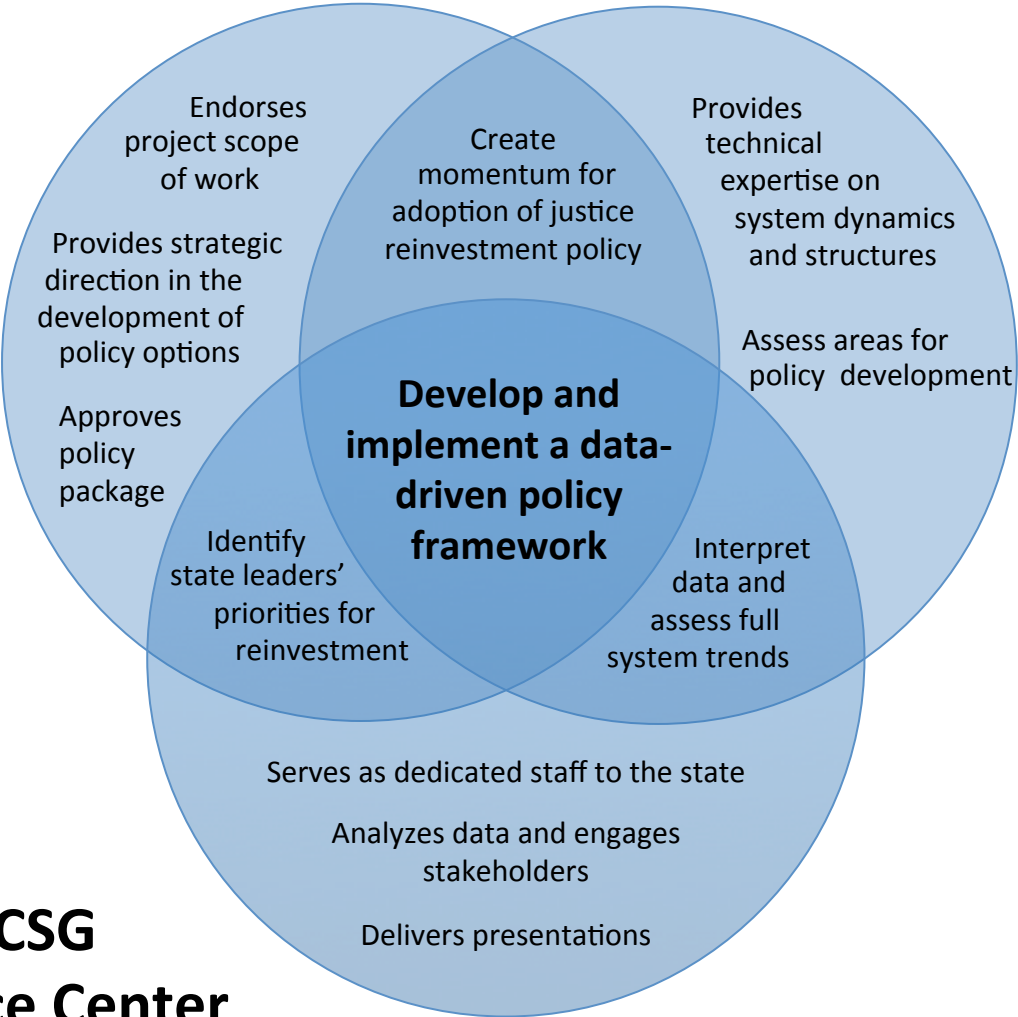 Endorses
project scope
of work
Provides strategic
direction in the
development of
policy options
Approves
policy
package
Create
momentum for
adoption of justice
reinvestment policy
Provides
technical
expertise on
system dynamics
and structures
Assess areas for
policy development
Develop and
implement a data-
driven policy
framework
Identify
state leaders’
priorities for
reinvestment
Interpret
data and
assess full
system trends
Serves as dedicated staff to the state
Analyzes data and engages
stakeholders
Delivers presentations
CSG
Center